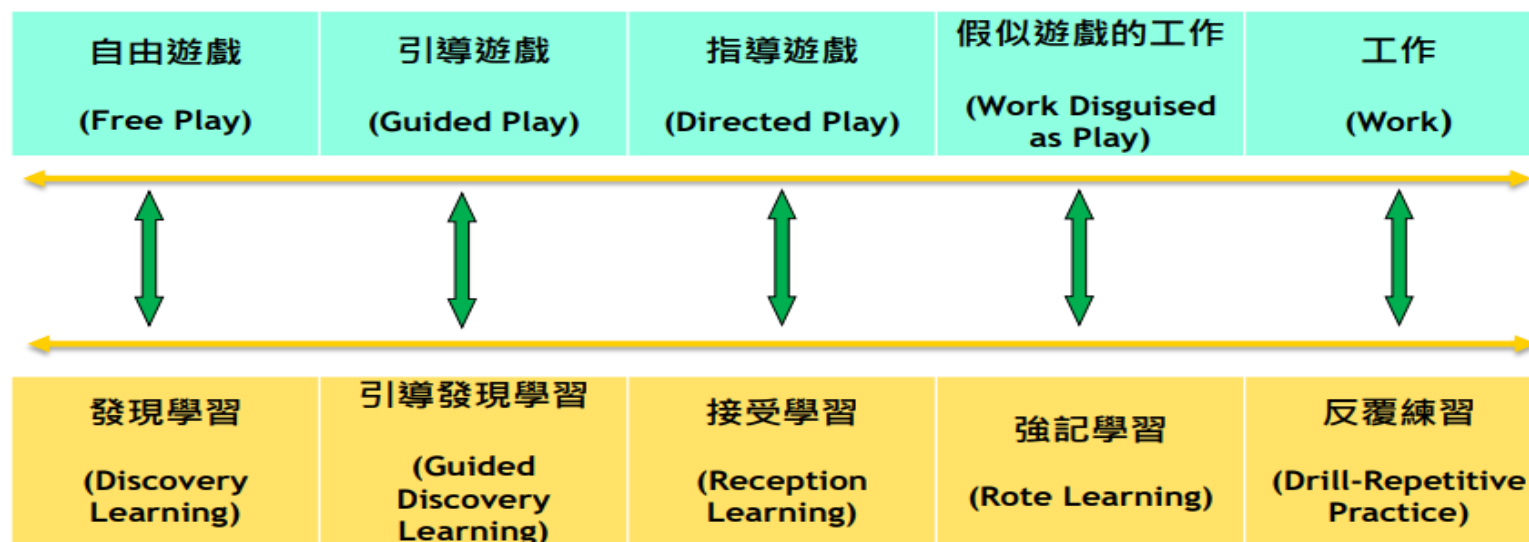 自由遊戲
(Free Play)
引導遊戲
(Guided Play)
指導遊戲
(Directed Play)
假似遊戲的工作
(Work Disguised
as Play)
工作
(Work)
發現學習
(Discovery
Learning)
引導發現學習
(Guided
Discovery
Learning)
接受學習
(Reception
Learning)
強記學習
(Rote Learning)
反覆練習
(Drill-Repetitive
Practice)